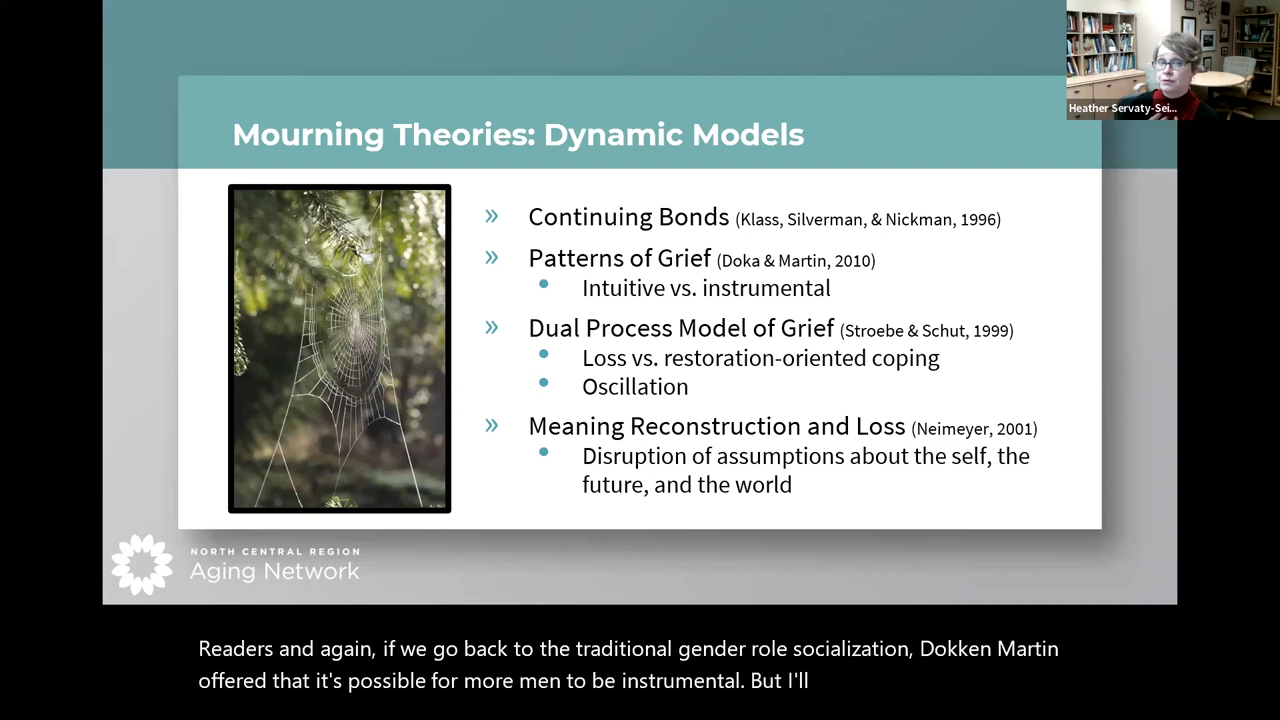 Heather Servaty-Sei...
Mourning Theories: Dynamic Models
» Continuing Bonds (Klass, Silverman, & Nickman, 1996)
» Patterns of Grief (Doka & Martin, 2010)
• Intuitive vs. instrumental
» Dual Process Model of Grief (Stroebe & Schut, 1999)
• Loss vs. restoration-oriented coping
• Oscillation
» Meaning Reconstruction and Loss (Neimeyer, 2001)
• Disruption of assumptions about the self, the
future, and the world
NORTH CENTRAL REGION
Aging Network
Readers and again, if we go back to the traditional gender role socialization, Dokken Martin
offered that it's possible for more men to be instrumental. But I'll